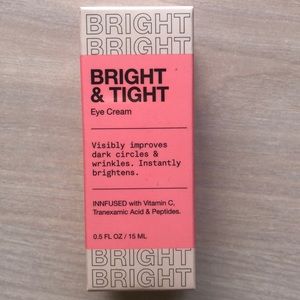 BRIGHT
BRIGHT
BRIGHT
& TIGHT
Eye Cream
Visibly improves
dark circles &
wrinkles. Instantly
brightens.
INNFUSED with Vitamin C,
Tranexamic Acid & Peptides.
0.5 FL OZ / 15 ML
BRIGHT
BRIGHT